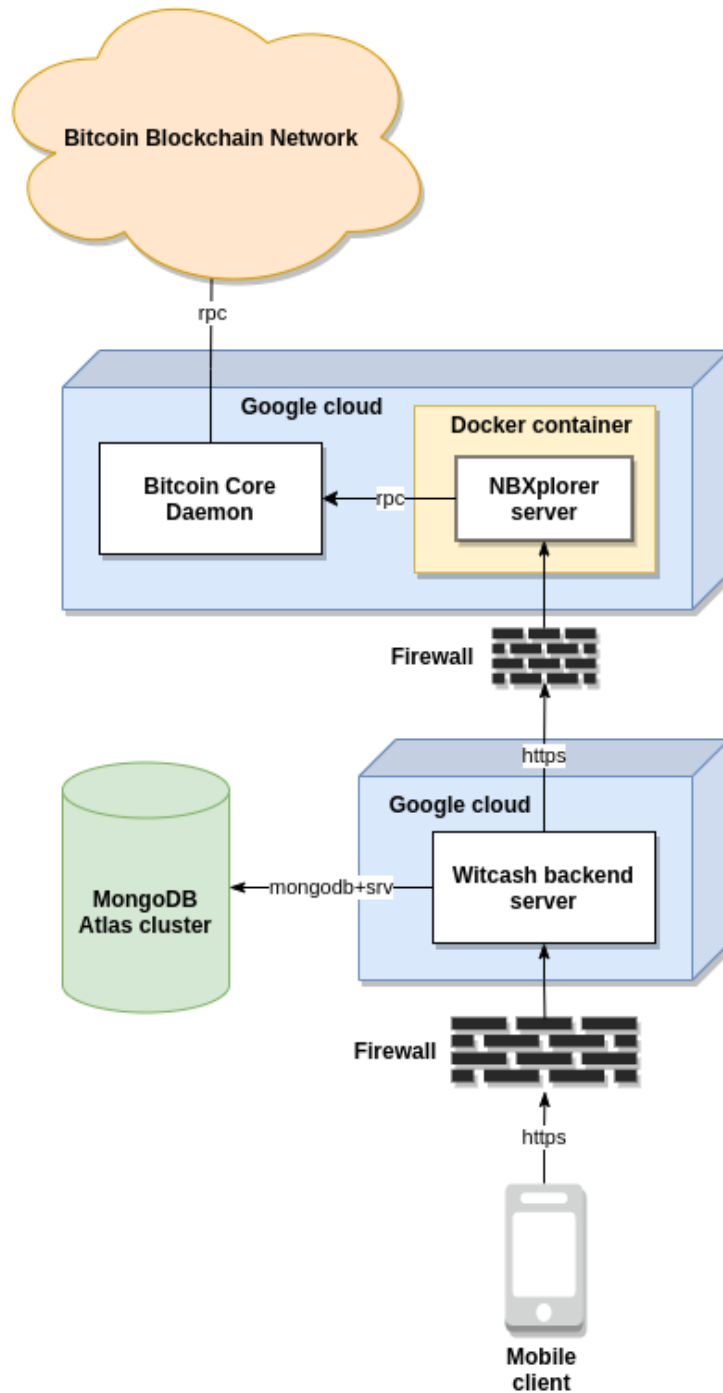 Bitcoin Blockchain Network
rpc
Google cloud
Docker container
Bitcoin Core
Daemon
rpc
NBXplorer
server
Firewall
https
Google cloud
Witcash backend
server
mongodb+srv
MongoDB
Atlas cluster
Firewall
https
Mobile
client